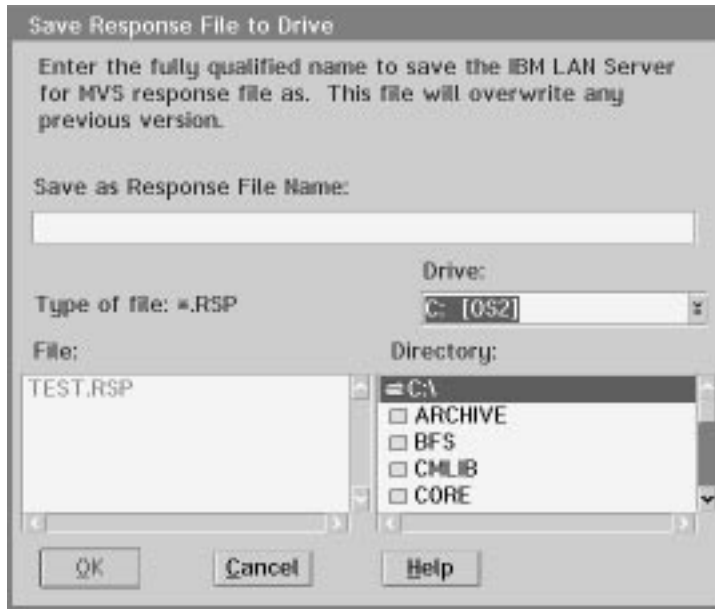 Save Response File to Drive
Enter the fully qualified name to save the IBM LAN Server
for MVS response file as. This file will overwrite any
previous version.
Save as Response File Name:
Drive:
Type of file: *.RSP
C: [OS2]
File:
Directory:
TEST.RSP
C:\
ARCHIVE
BFS
CMLIB
CORE
OK
Cancel
Help